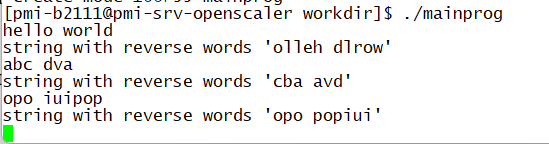 [pmi-b2111@pmi-srv-openscaler workdir]$ ./mainprog
hello world
string with reverse words 'olleh dlrow'
abc dva
string with reverse words 'cba avd'
opo iuipop
string with reverse words 'opo popiui'